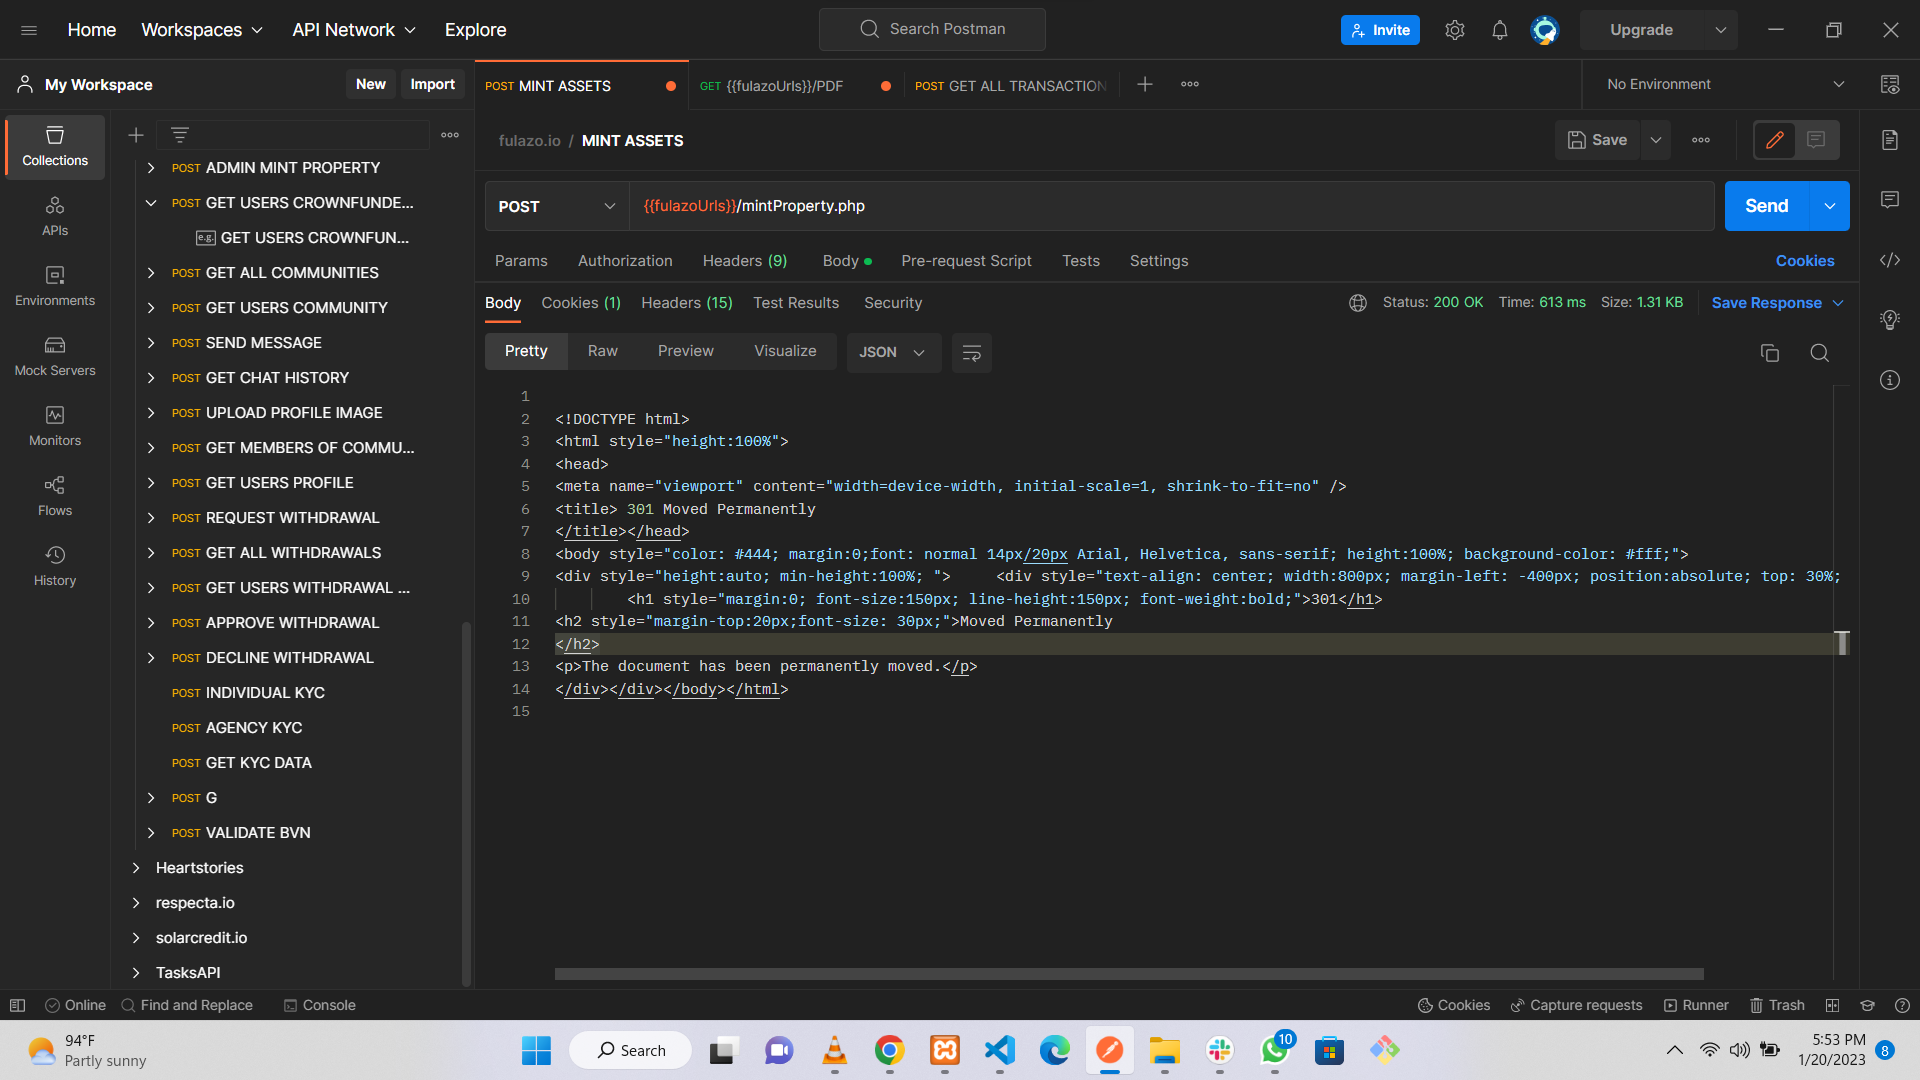 Home
Workspaces
API Network
Explore
Search Postman
Invite
Upgrade
My Workspace
New
Import
POST MINT ASSETS
GET {{fulazoUrls}}/PDF
POST GET ALL TRANSACTION
No Environment
fulazo.io / MINT ASSETS
Save
Collections
APIs
Environments
Mock Servers
Monitors
Flows
History
POST ADMIN MINT PROPERTY
POST GET USERS CROWNFUNDE...
e.g. GET USERS CROWNFUN...
POST GET ALL COMMUNITIES
POST GET USERS COMMUNITY
POST SEND MESSAGE
POST GET CHAT HISTORY
POST UPLOAD PROFILE IMAGE
POST GET MEMBERS OF COMMU...
POST GET USERS PROFILE
POST REQUEST WITHDRAWAL
POST GET ALL WITHDRAWALS
POST GET USERS WITHDRAWAL ...
POST APPROVE WITHDRAWAL
POST DECLINE WITHDRAWAL
POST INDIVIDUAL KYC
POST AGENCY KYC
POST GET KYC DATA
POST G
POST VALIDATE BVN
Heartstories
respecta.io
solarcredit.io
TasksAPI
POST
{{fulazoUrls}}/mintProperty.php
Send
Params
Authorization
Headers (9)
Body
Pre-request Script
Tests
Settings
Cookies
Body
Cookies (1)
Headers (15)
Test Results
Security
Status: 200 OK
Time: 613 ms
Size: 1.31 KB
Save Response
Pretty
Raw
Preview
Visualize
JSON
1
2 <!DOCTYPE html>
3 <html style="height:100%">
4 <head>
5 <meta name="viewport" content="width=device-width, initial-scale=1, shrink-to-fit=no" />
6 <title> 301 Moved Permanently
7 </title></head>
8 <body style="color: #444; margin:0;font: normal 14px/20px Arial, Helvetica, sans-serif; height:100%; background-color: #fff;">
9 <div style="height:auto; min-height:100%; ">     <div style="text-align: center; width:800px; margin-left: -400px; position:absolute; top: 30%;
10         <h1 style="margin:0; font-size:150px; line-height:150px; font-weight:bold;">301</h1>
11 <h2 style="margin-top:20px;font-size: 30px;">Moved Permanently
12 </h2>
13 <p>The document has been permanently moved.</p>
14 </div></div></body></html>
15
Online
Find and Replace
Console
Cookies
Capture requests
Runner
Trash
94°F
Partly sunny
Search
10
5:53 PM
1/20/2023
8